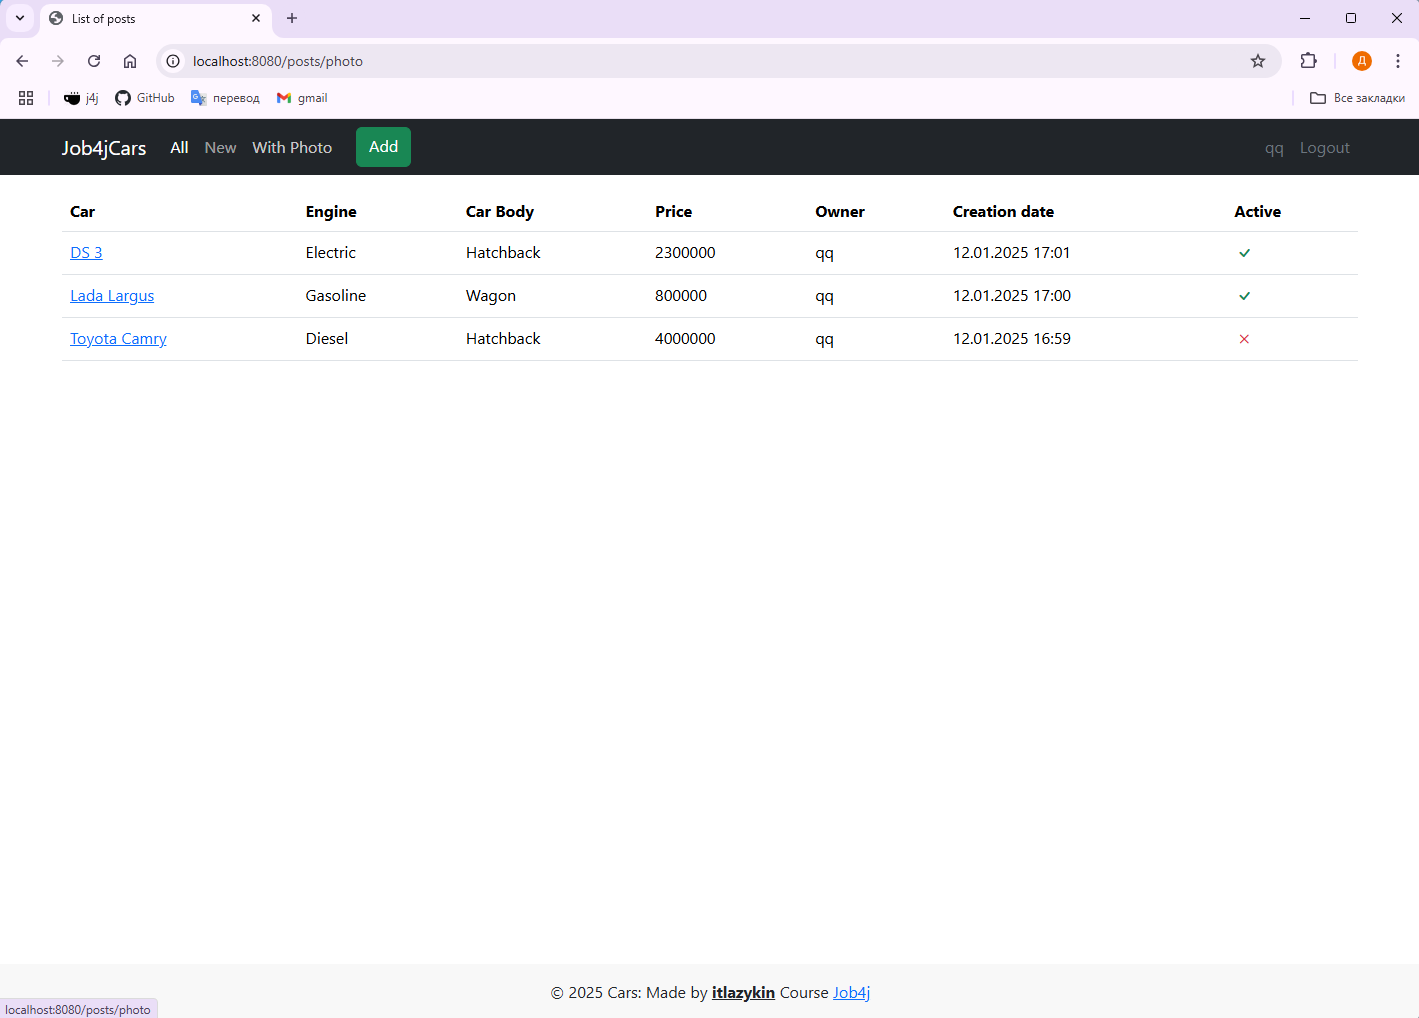 List of posts
localhost:8080/posts/photo
Д
j4j GitHub перевод gmail Все закладки
Job4jCars All New With Photo Add qq Logout
Car Engine Car Body Price Owner Creation date Active
DS 3 Electric Hatchback 2300000 qq 12.01.2025 17:01
Lada Largus Gasoline Wagon 800000 qq 12.01.2025 17:00
Toyota Camry Diesel Hatchback 4000000 qq 12.01.2025 16:59
© 2025 Cars: Made by itlazykin Course Job4j
localhost:8080/posts/photo